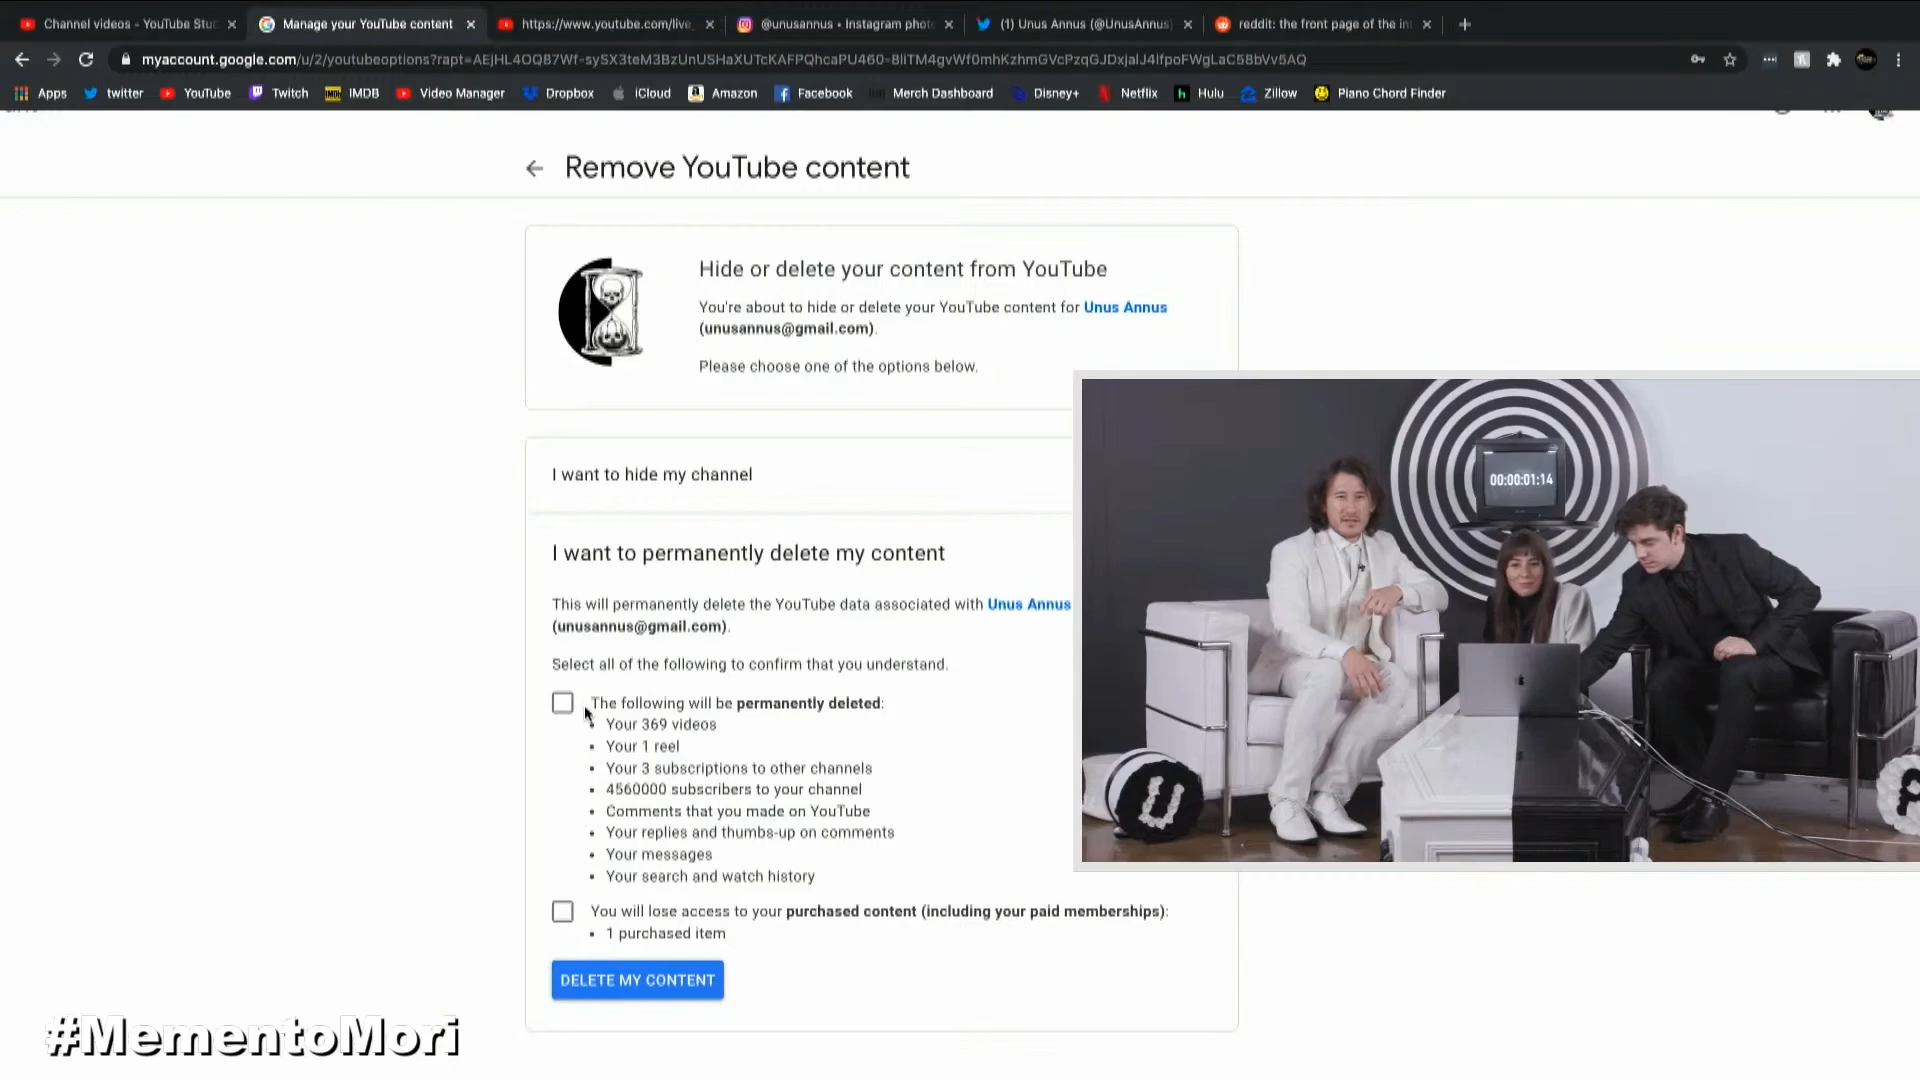 Channel videos - YouTube Stu
Manage your YouTube content
https://www.youtube.com/live_
@unusannus • Instagram phot
(1) Unus Annus (@UnusAnnus)
reddit: the front page of the in
myaccount.google.com/u/2/youtubeoptions?rapt=AEjHL4OQ87Wf-sySX3teM3BzUnUSHaXUTcKAFPQhcaPU460-8liTM4gvWf0mhKzhmGVcPzqGJDxjalJ4lfpoFWgLaC58bVv5AQ
Apps twitter YouTube Twitch IMDB Video Manager Dropbox iCloud Amazon Facebook Merch Dashboard Disney+ Netflix Hulu Zillow Piano Chord Finder
Remove YouTube content
Hide or delete your content from YouTube
You're about to hide or delete your YouTube content for Unus Annus
(unusannus@gmail.com).
Please choose one of the options below.
I want to hide my channel
I want to permanently delete my content
This will permanently delete the YouTube data associated with Unus Annus
(unusannus@gmail.com).
Select all of the following to confirm that you understand.
The following will be permanently deleted:
• Your 369 videos
• Your 1 reel
• Your 3 subscriptions to other channels
• 4560000 subscribers to your channel
• Comments that you made on YouTube
• Your replies and thumbs-up on comments
• Your messages
• Your search and watch history
You will lose access to your purchased content (including your paid memberships):
• 1 purchased item
DELETE MY CONTENT
00:00:01:14
U
#MementoMori